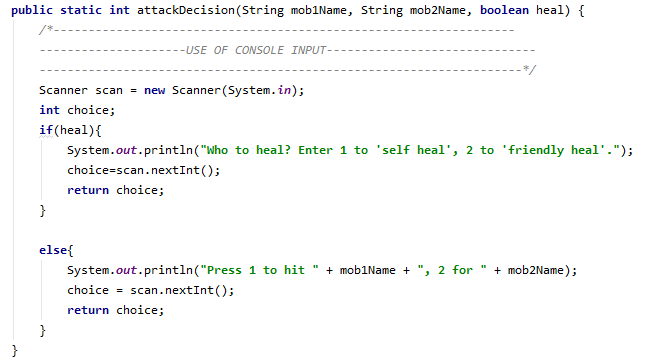 public static int attackDecision(String mob1Name, String mob2Name, boolean heal) {
/*------------------------------------------------------------------
---------------------USE OF CONSOLE INPUT------------------------------
---------------------------------------------------------------------*/
Scanner scan = new Scanner(System.in);
int choice;
if(heal){
System.out.println("Who to heal? Enter 1 to 'self heal', 2 to 'friendly heal'.");
choice=scan.nextInt();
return choice;
}
else{
System.out.println("Press 1 to hit " + mob1Name + ", 2 for " + mob2Name);
choice = scan.nextInt();
return choice;
}
}